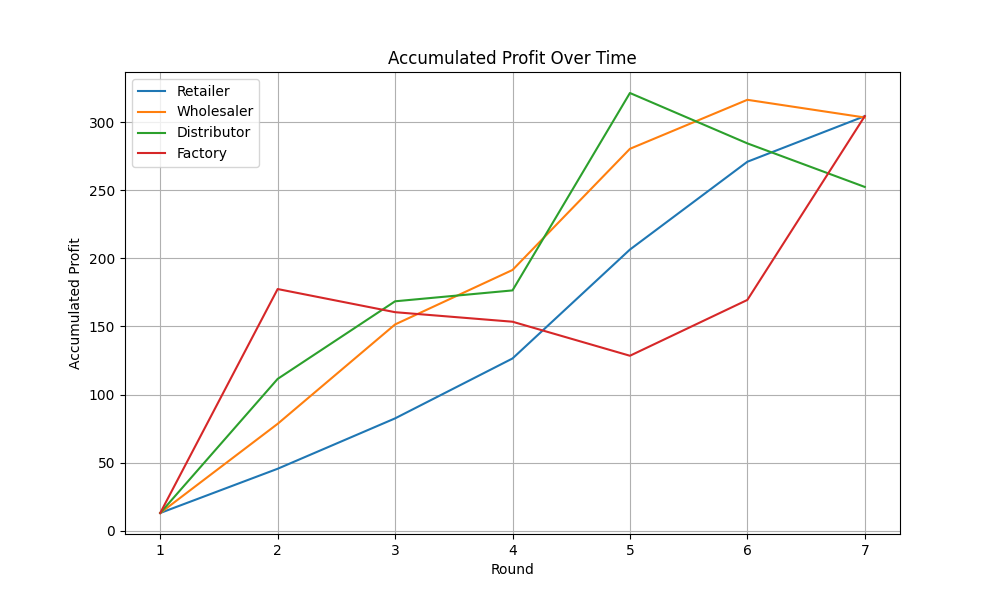 Accumulated Profit Over Time
Retailer
Wholesaler
Distributor
Factory
Accumulated Profit
300
250
200
150
100
50
0
1 2 3 4 5 6 7
Round